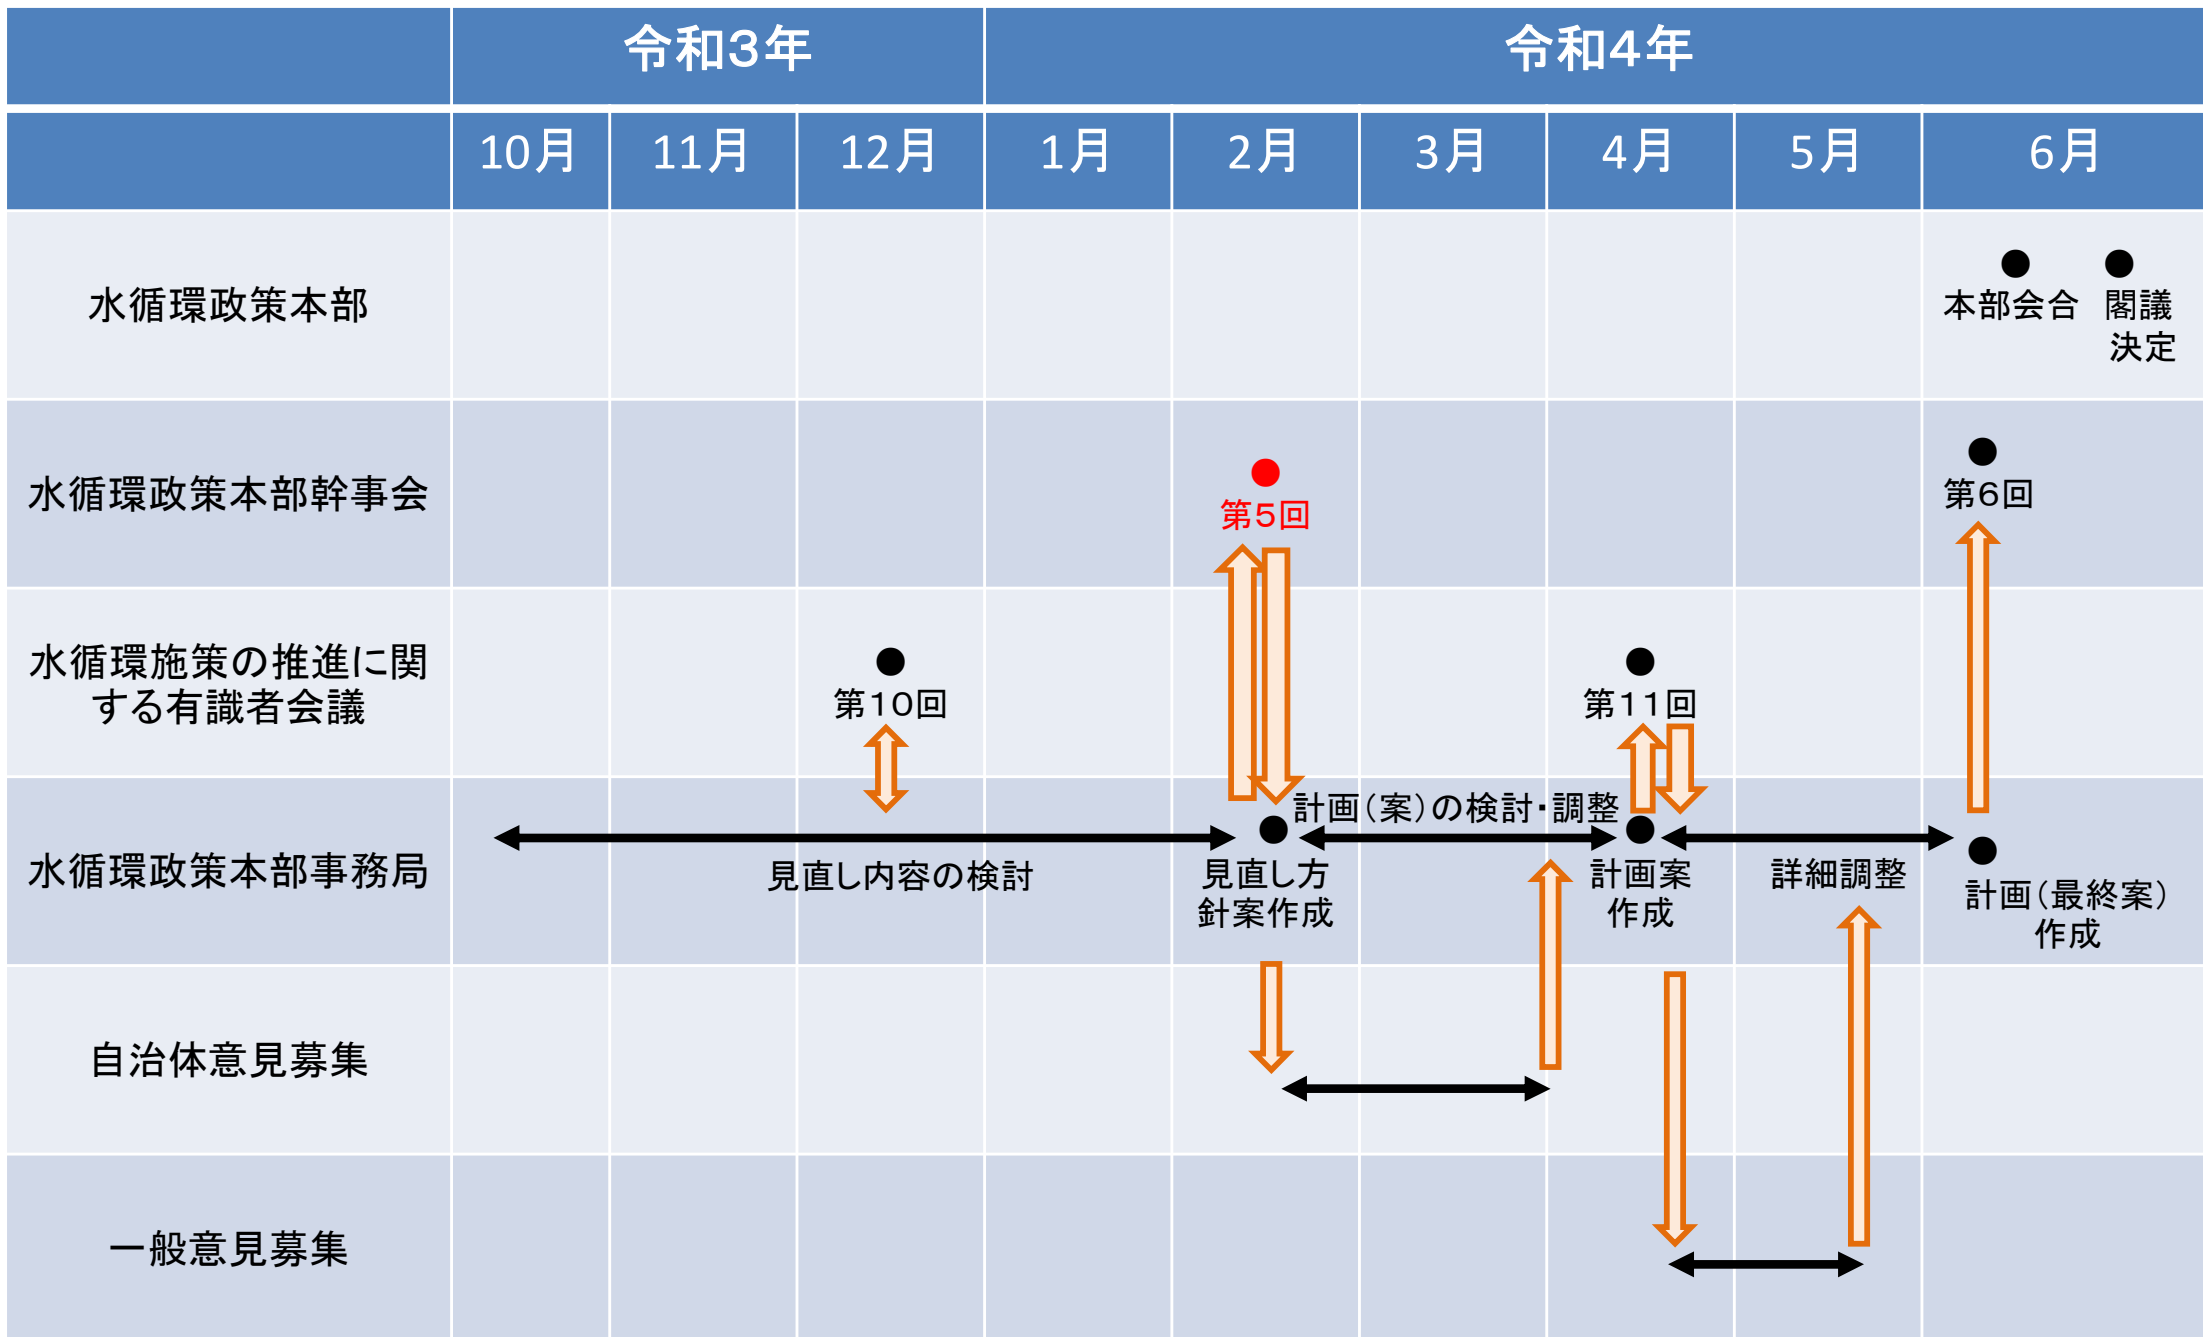 令和３年
令和４年
10月
11月
12月
1月
2月
3月
4月
5月
6月
水循環政策本部
本部会合
閣議
決定
水循環政策本部幹事会
第５回
第６回
水循環施策の推進に関
する有識者会議
第１０回
第１１回
水循環政策本部事務局
見直し内容の検討
見直し方
針案作成
計画（案）の検討・調整
計画案
作成
詳細調整
計画（最終案）
作成
自治体意見募集
一般意見募集